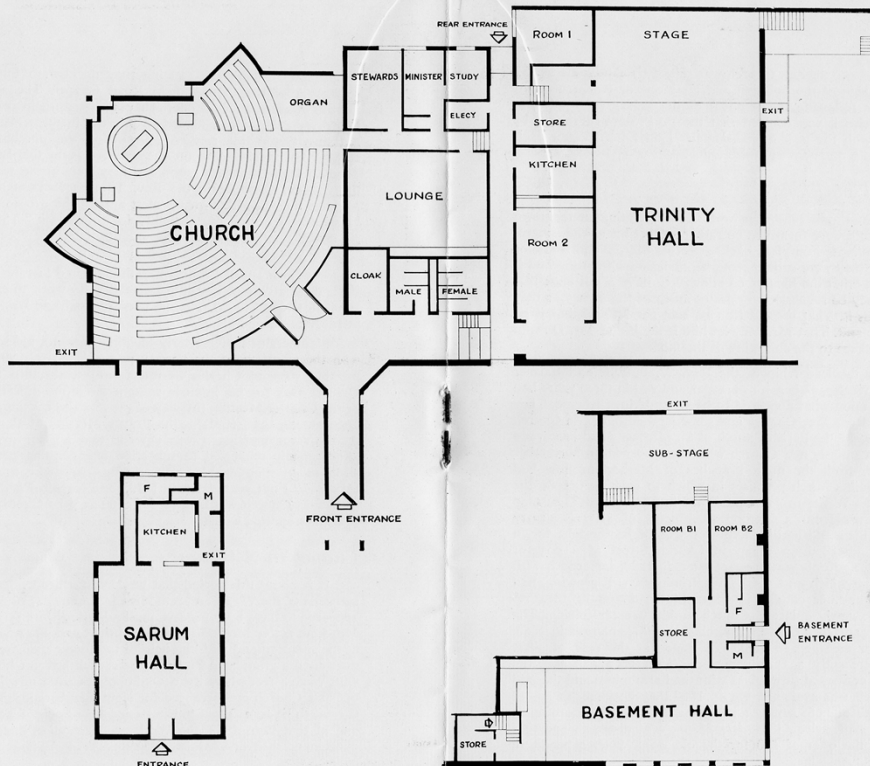 REAR ENTRANCE
ROOM 1
STAGE
STEWARDS
MINISTER
STUDY
ORGAN
ELECY
STORE
EXIT
KITCHEN
LOUNGE
TRINITY
HALL
CHURCH
ROOM 2
CLOAK
MALE
FEMALE
EXIT
FRONT ENTRANCE
F
M
KITCHEN
EXIT
SARUM
HALL
ENTRANCE
EXIT
SUB-STAGE
ROOM B1
ROOM B2
F
STORE
BASEMENT
ENTRANCE
M
BASEMENT HALL
STORE